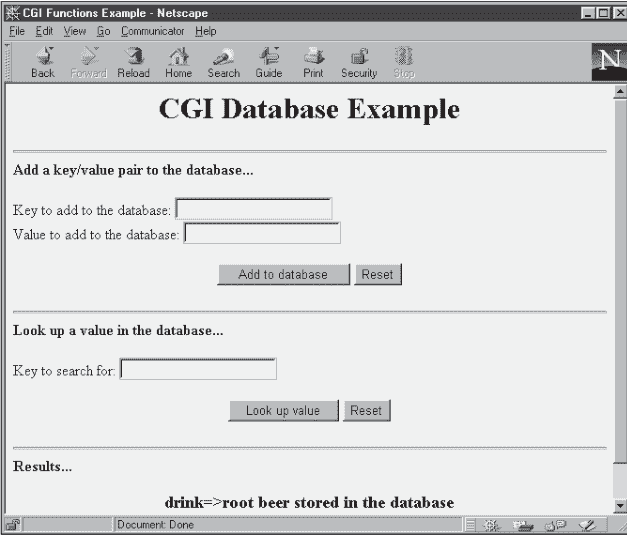 CGI Functions Example - Netscape
File Edit View Go Communicator Help
Back Forward Reload Home Search Guide Print Security Stop
N
CGI Database Example
Add a key/value pair to the database...
Key to add to the database:
Value to add to the database:
Add to database Reset
Look up a value in the database...
Key to search for:
Look up value Reset
Results...
drink=>root beer stored in the database
Document: Done